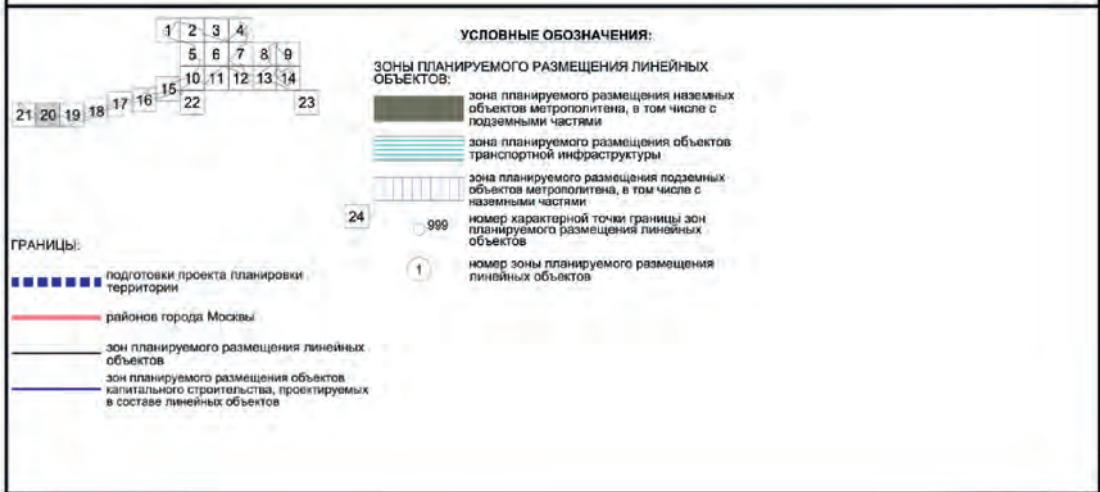 1 2 3 4
5 6 7 8 9
10 11 12 13 14
21 20 19 18 17 16 15 22 23
24
УСЛОВНЫЕ ОБОЗНАЧЕНИЯ:
ЗОНЫ ПЛАНИРУЕМОГО РАЗМЕЩЕНИЯ ЛИНЕЙНЫХ
ОБЪЕКТОВ:
зона планируемого размещения наземных
объектов метрополитена, в том числе с
подземными частями
зона планируемого размещения объектов
транспортной инфраструктуры
зона планируемого размещения подземных
объектов метрополитена, в том числе с
наземными частями
999
номер характерной точки границы зон
планируемого размещения линейных
объектов
1
номер зоны планируемого размещения
линейных объектов
ГРАНИЦЫ:
подготовки проекта планировки
территории
районов города Москвы
зон планируемого размещения линейных
объектов
зон планируемого размещения объектов
капитального строительства, проектируемых
в составе линейных объектов